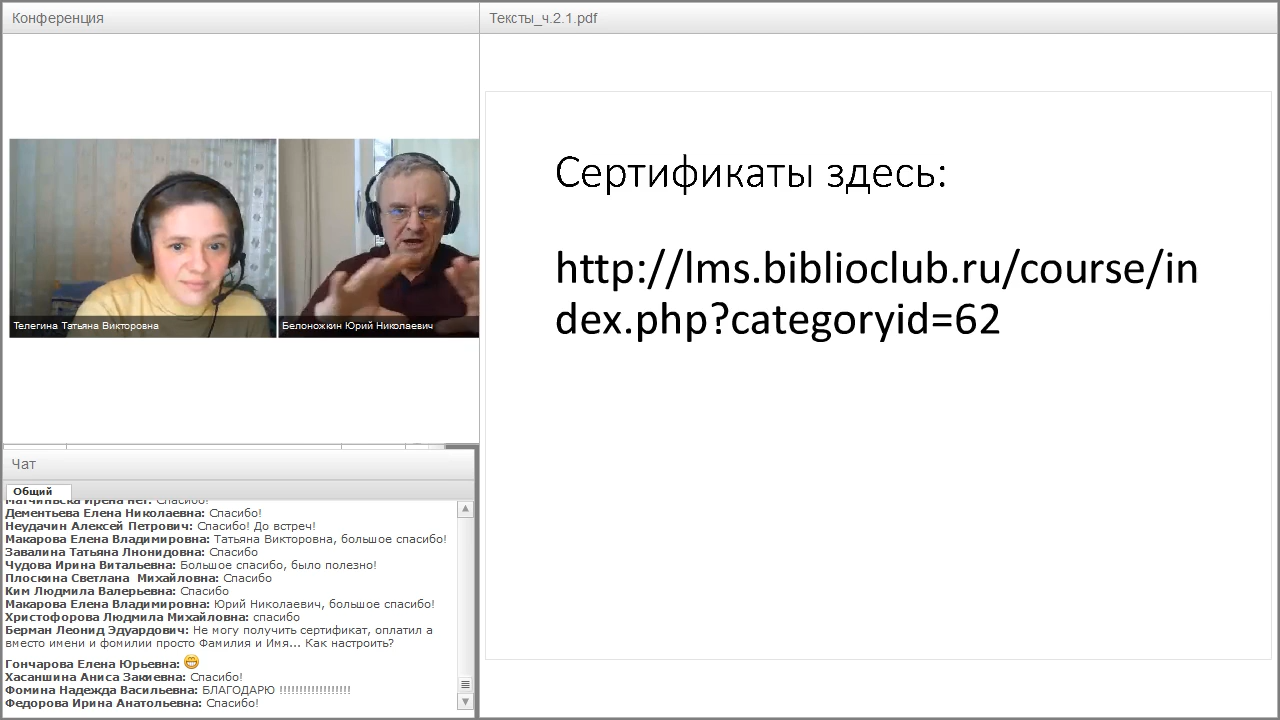 Конференция
Тексты_ч.2.1.pdf
Телегина Татьяна Викторовна
Белоножкин Юрий Николаевич
Сертификаты здесь:
http://lms.biblioclub.ru/course/in
dex.php?categoryid=62
Чат
Общий
Матчиньска Ирена нет: Спасибо!
Дементьева Елена Николаевна: Спасибо!
Неудачин Алексей Петрович: Спасибо! До встреч!
Макарова Елена Владимировна: Татьяна Викторовна, большое спасибо!
Завалина Татьяна Лнонидовна: Спасибо
Чудова Ирина Витальевна: Большое спасибо, было полезно!
Плоскина Светлана Михайловна: Спасибо
Ким Людмила Валерьевна: Спасибо
Макарова Елена Владимировна: Юрий Николаевич, большое спасибо!
Христофорова Людмила Михайловна: спасибо
Берман Леонид Эдуардович: Не могу получить сертификат, оплатил а
вместо имени и фомилии просто Фамилия и Имя... Как настроить?
Гончарова Елена Юрьевна:
Хасаншина Аниса Закиевна: Спасибо!
Фомина Надежда Васильевна: БЛАГОДАРЮ !!!!!!!!!!!!!!!!!!
Федорова Ирина Анатольевна: Спасибо!